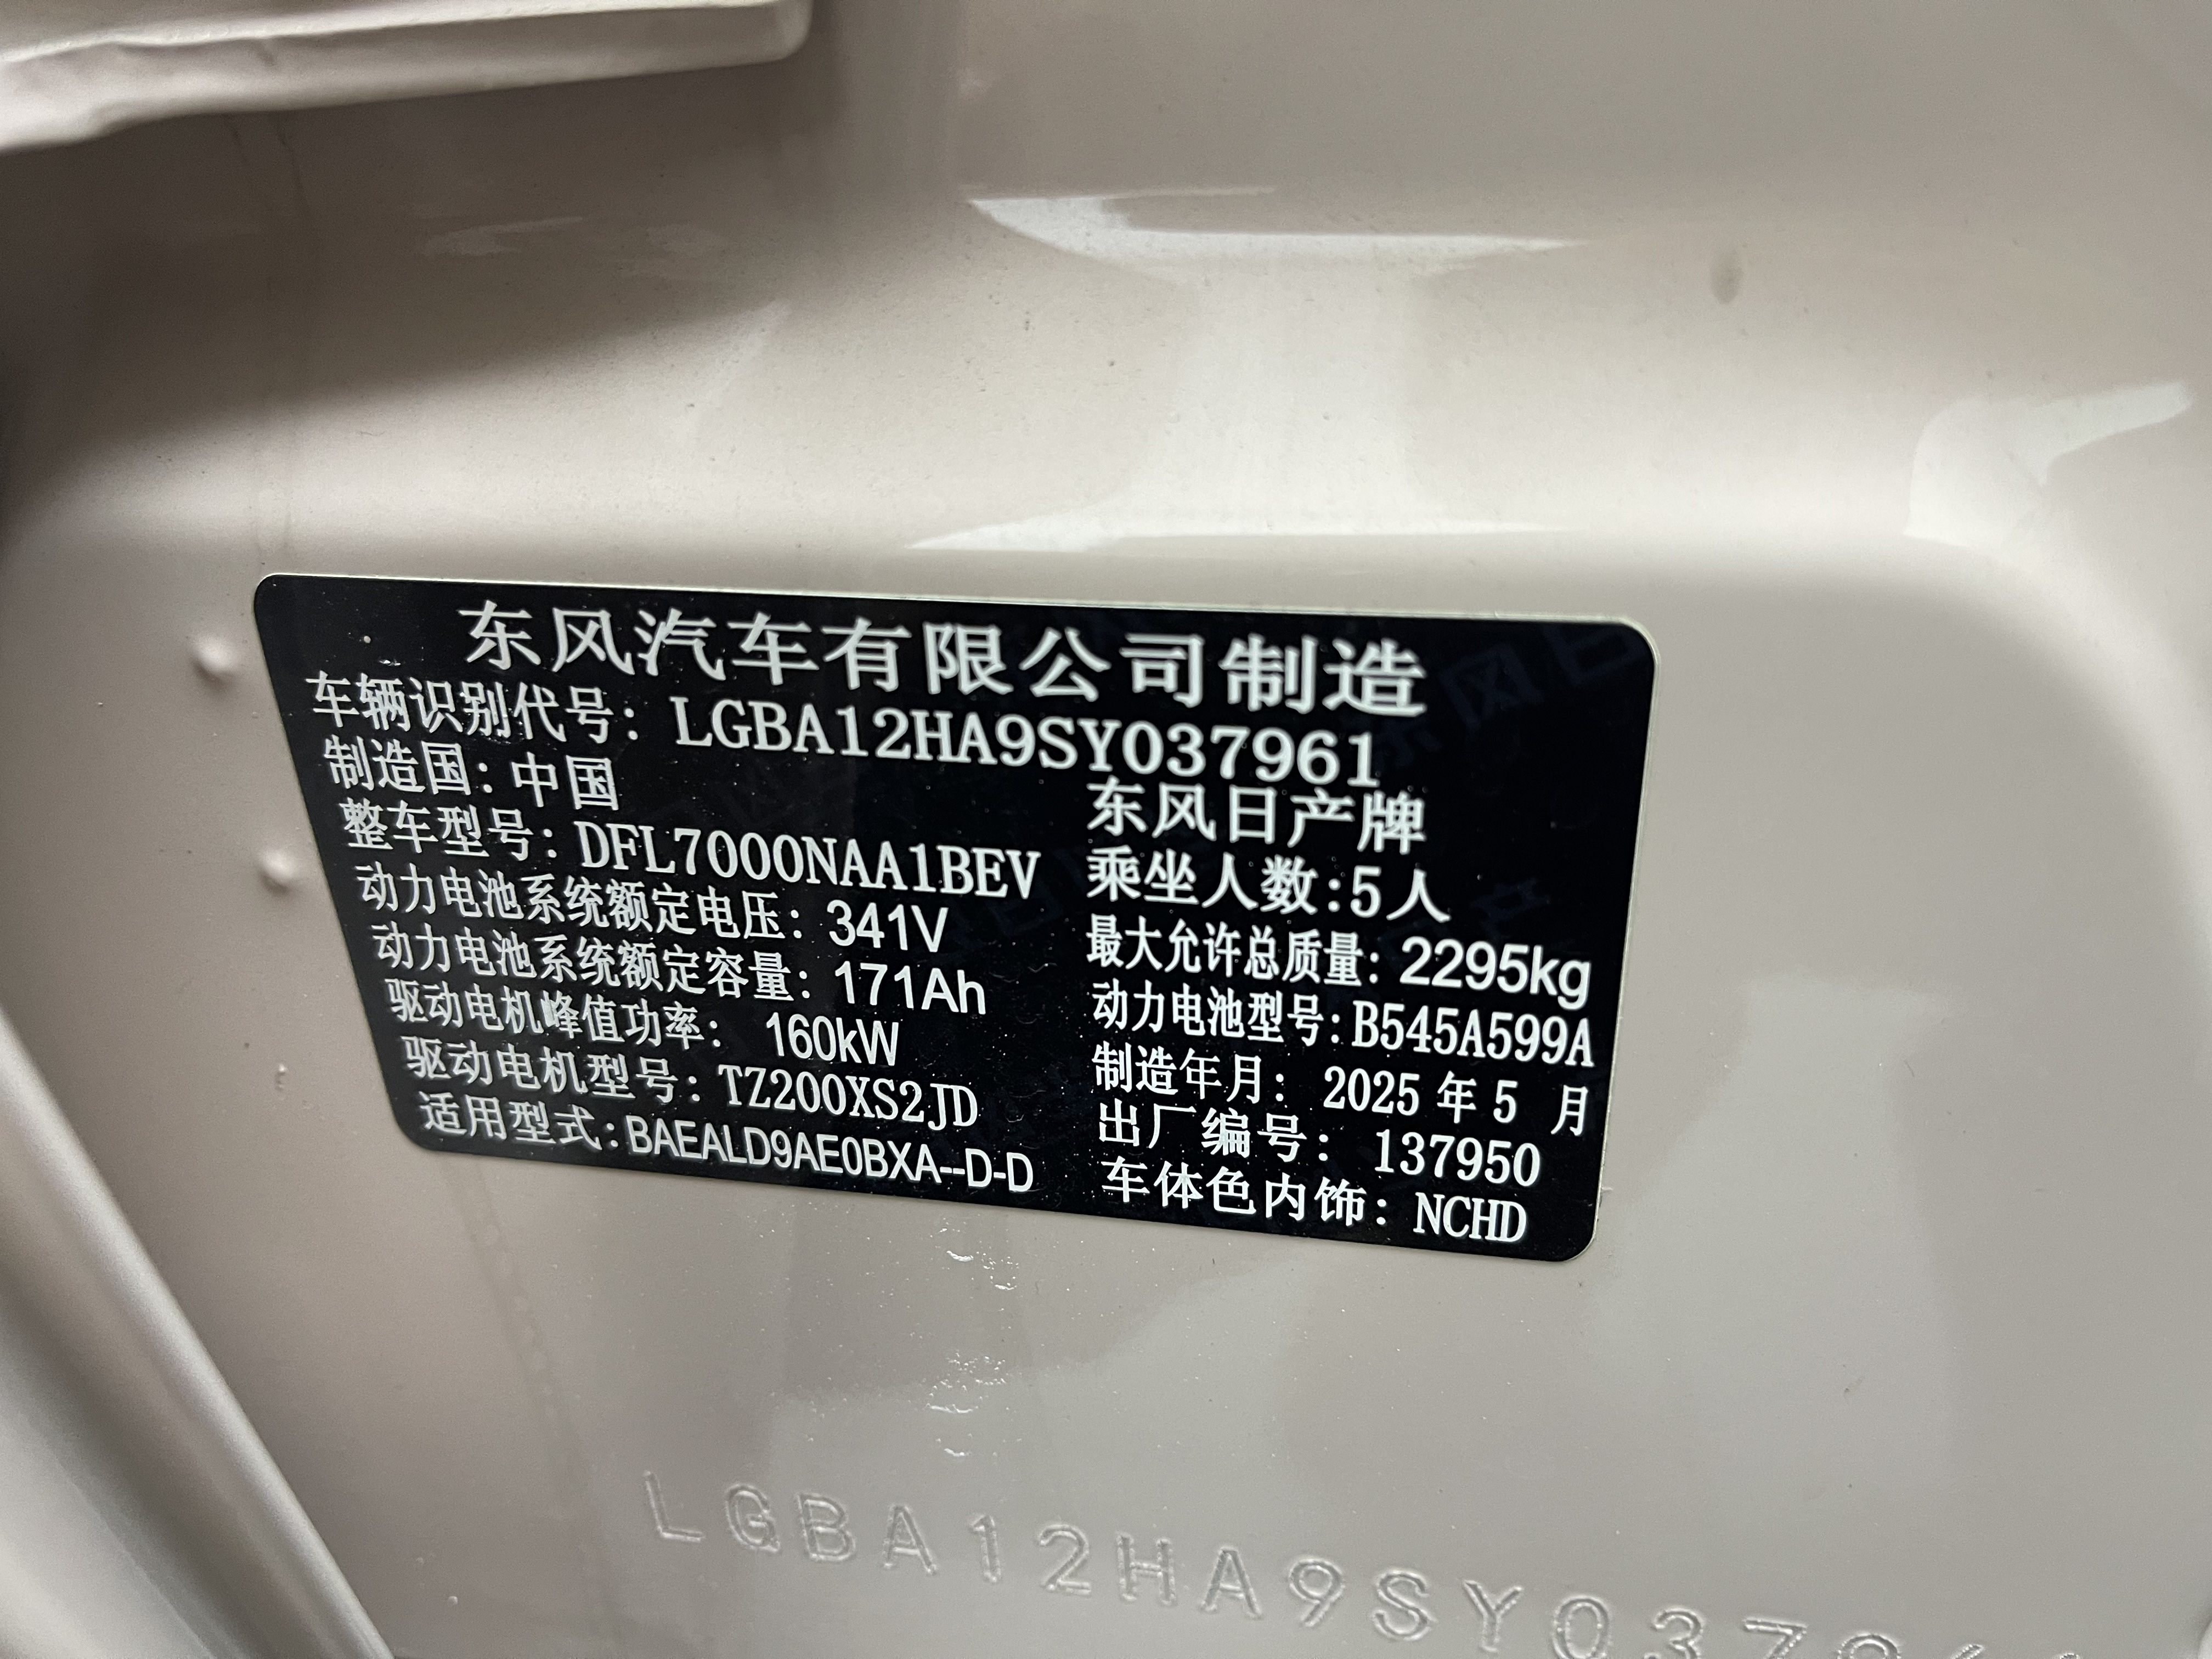 东风汽车有限公司制造
车辆识别代号：LGBA12HA9SY037961
制造国：中国 东风日产牌
整车型号：DFL7000NAA1BEV 乘坐人数:5人
动力电池系统额定电压：341V 最大允许总质量：2295kg
动力电池系统额定容量：171Ah 动力电池型号:B545A599A
驱动电机峰值功率： 160kW 制造年月： 2025 年 5 月
驱动电机型号：TZ200XS2JD 出厂编号： 137950
适用型式:BAEALD9AE0BXA--D-D 车体色内饰：NCHD
LGBA12HA9SY037961